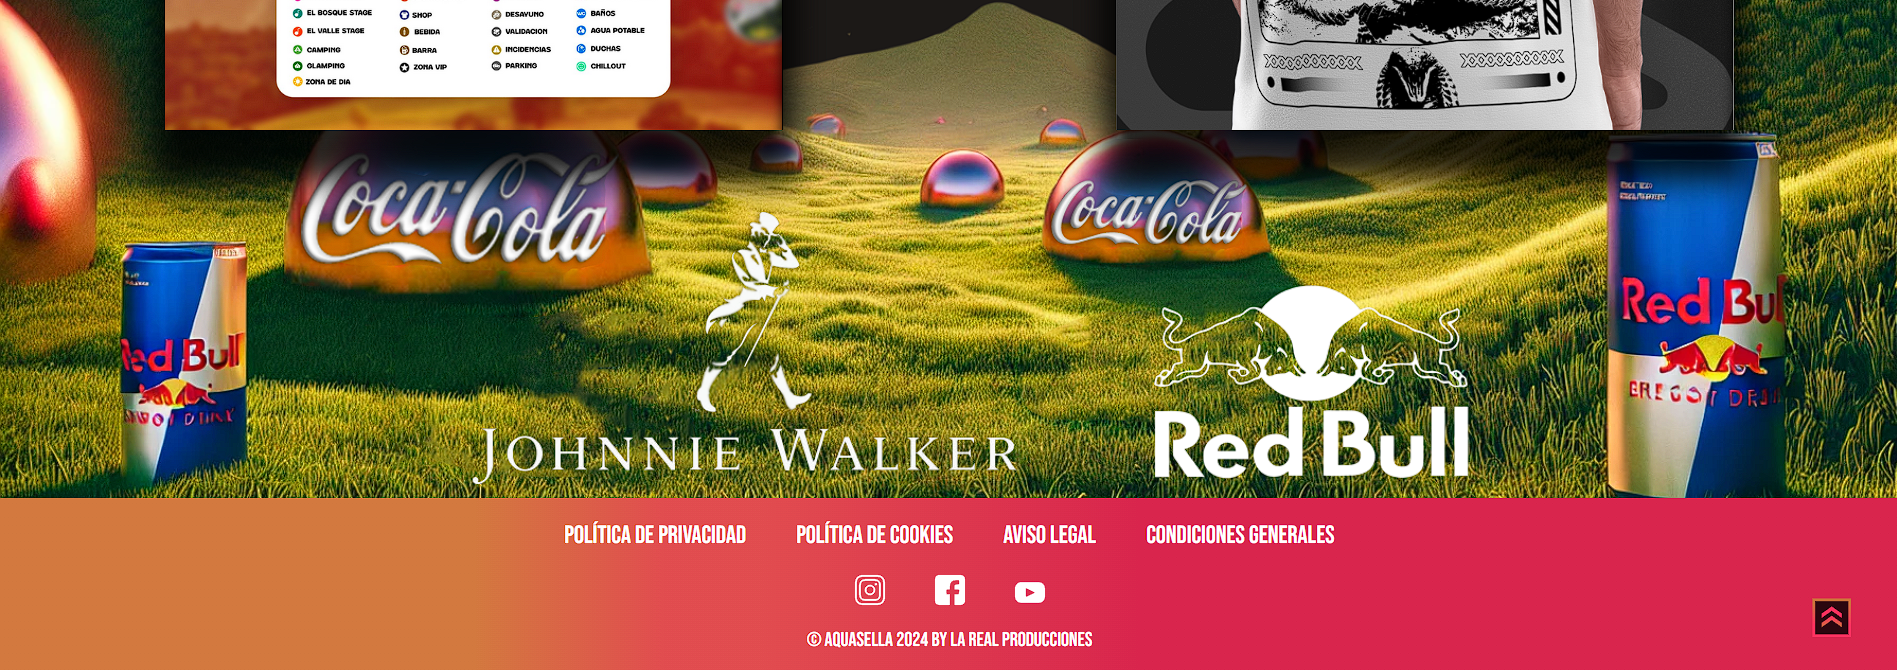 EL BOSQUE STAGE
EL VALLE STAGE
CAMPING
GLAMPING
ZONA DE DIA
SHOP
BEBIDA
BARRA
ZONA VIP
DESAYUNO
VALIDACION
INCIDENCIAS
PARKING
BAÑOS
AGUA POTABLE
DUCHAS
CHILLOUT
Coca-Cola
Coca-Cola
Red Bull
JOHNNIE WALKER
Red Bull
Red Bul
POLÍTICA DE PRIVACIDAD
POLÍTICA DE COOKIES
AVISO LEGAL
CONDICIONES GENERALES
© AQUASELLA 2024 BY LA REAL PRODUCCIONES